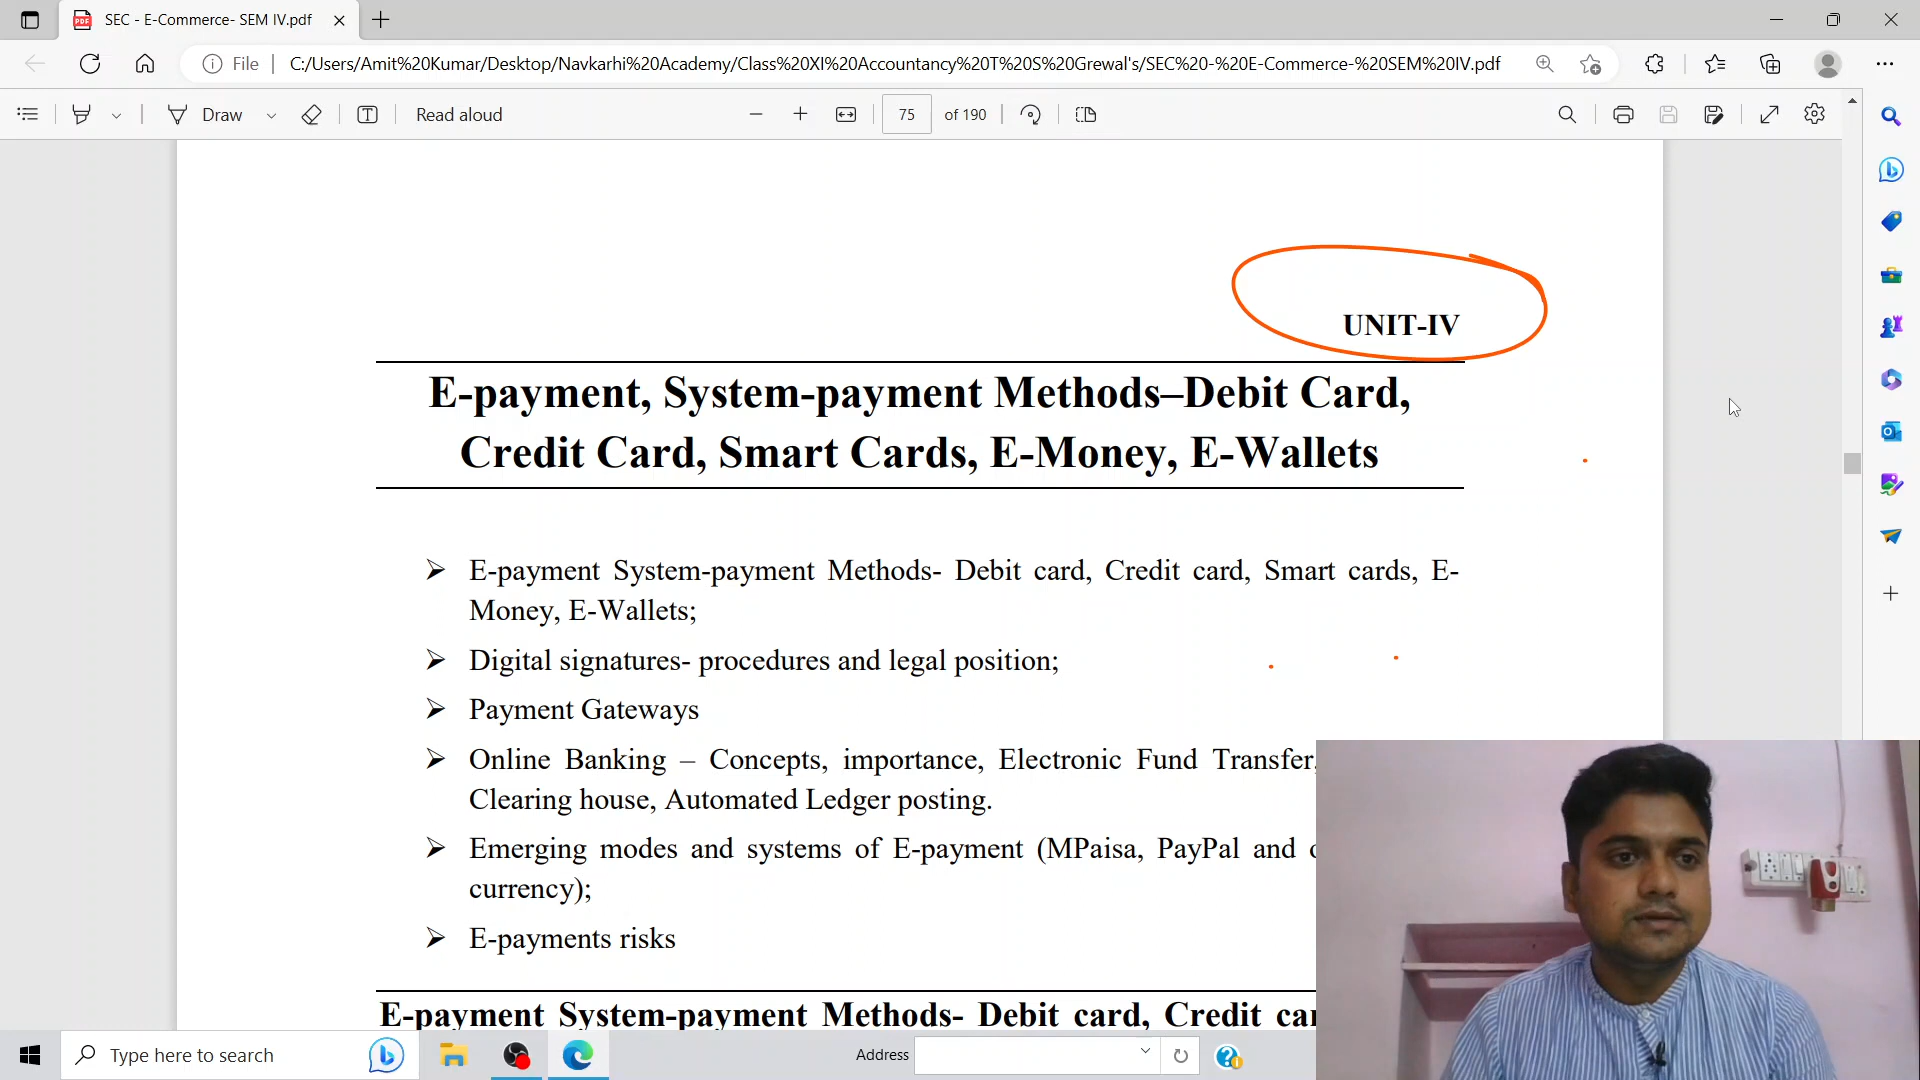 SEC - E-Commerce- SEM IV.pdf
File
C:/Users/Amit%20Kumar/Desktop/Navkarhi%20Academy/Class%20XI%20Accountancy%20T%20S%20Grewal's/SEC%20-%20E-Commerce-%20SEM%20IV.pdf
Draw
Read aloud
75 of 190
UNIT-IV
E-payment, System-payment Methods–Debit Card,
Credit Card, Smart Cards, E-Money, E-Wallets
E-payment System-payment Methods- Debit card, Credit card, Smart cards, E-
Money, E-Wallets;
Digital signatures- procedures and legal position;
Payment Gateways
Online Banking – Concepts, importance, Electronic Fund Transfer,
Clearing house, Automated Ledger posting.
Emerging modes and systems of E-payment (MPaisa, PayPal and
currency);
E-payments risks
E-payment System-payment Methods- Debit card, Credit
Type here to search
Address